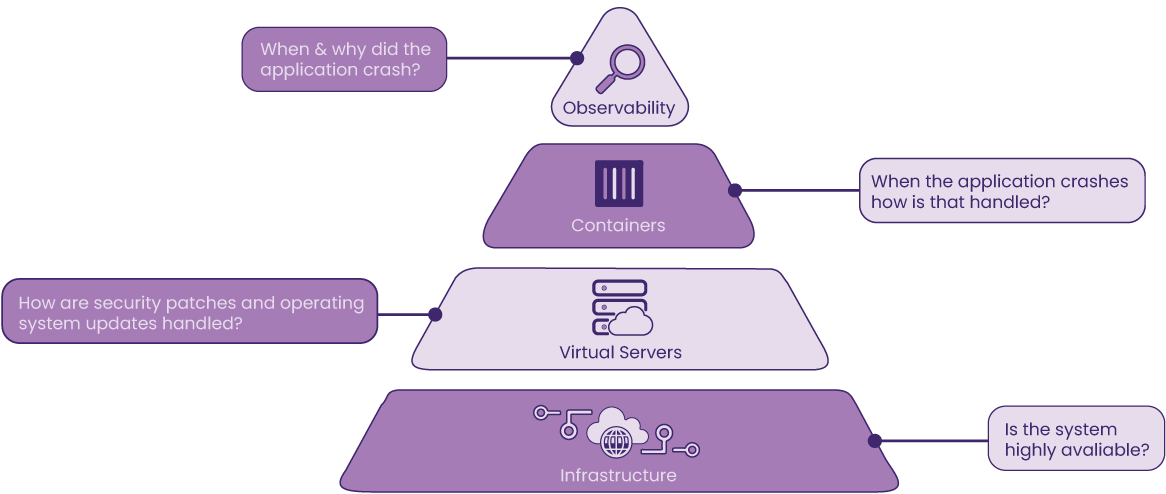 When & why did the
application crash?
Observability
When the application crashes
how is that handled?
Containers
How are security patches and operating
system updates handled?
Virtual Servers
Is the system
highly avaliable?
Infrastructure